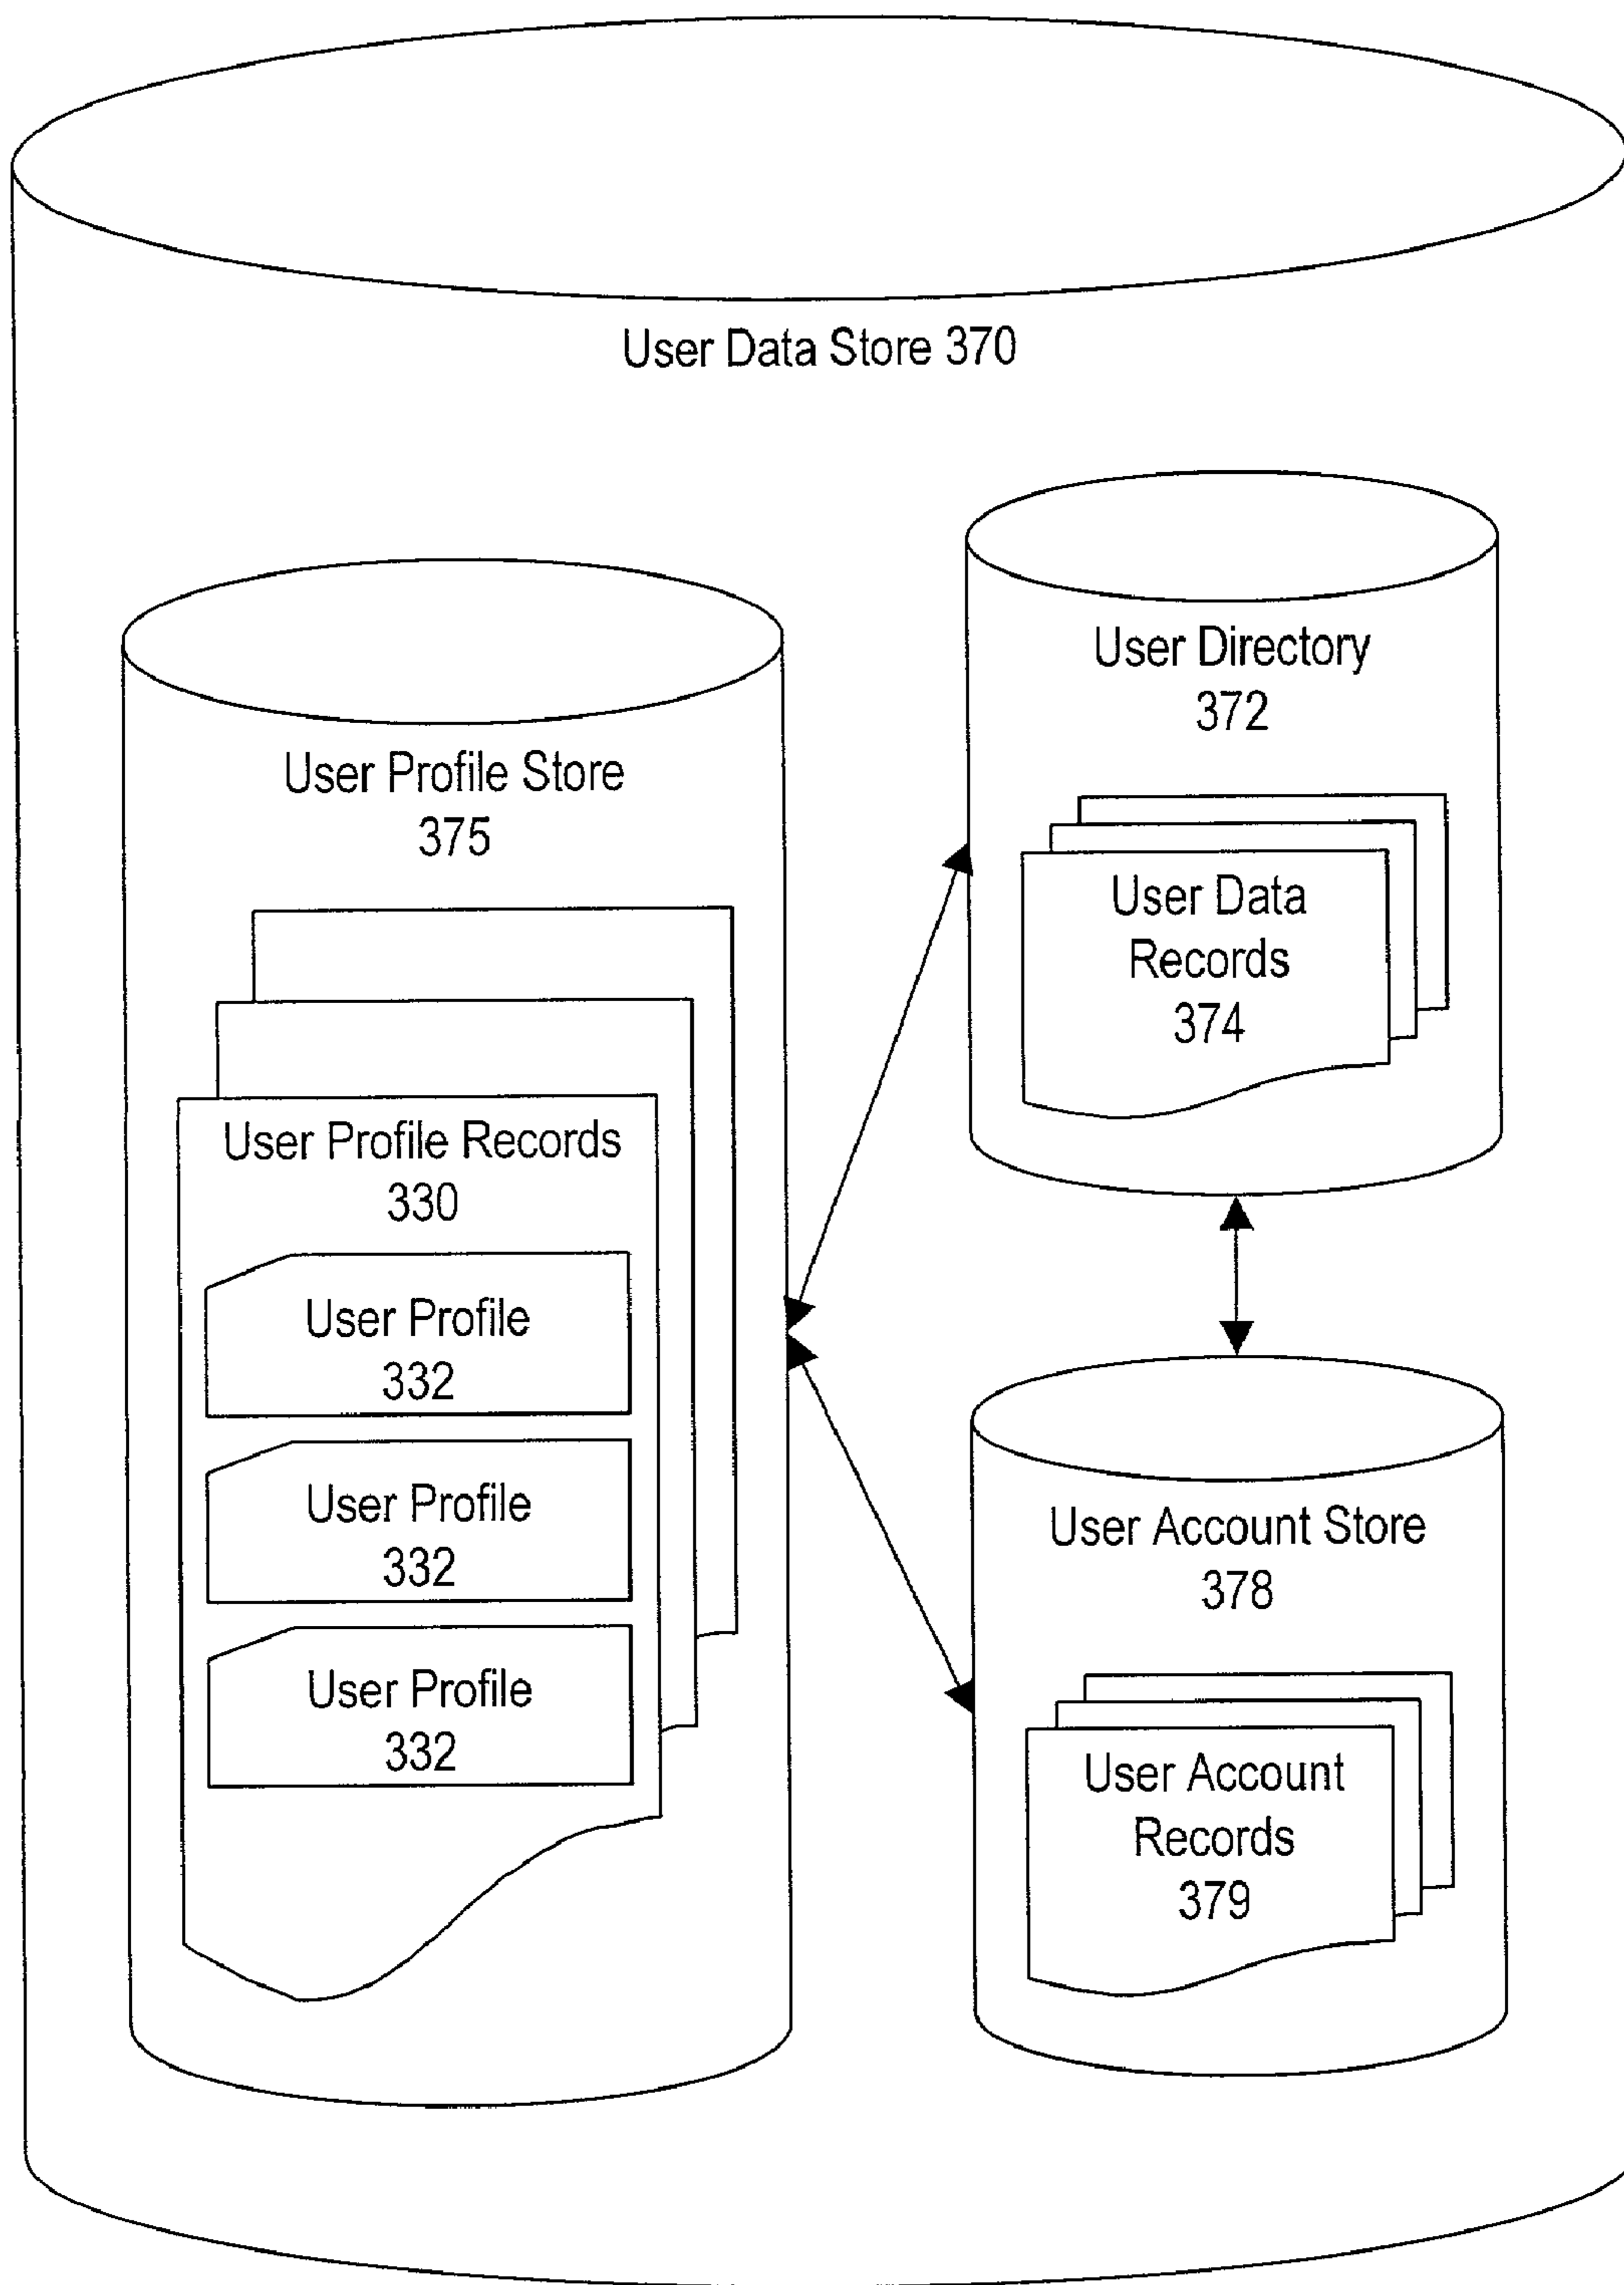 User Data Store 370
User Profile Store
375
User Profile Records
330
User Profile
332
User Profile
332
User Profile
332
User Directory
372
User Data
Records
374
User Account Store
378
User Account
Records
379